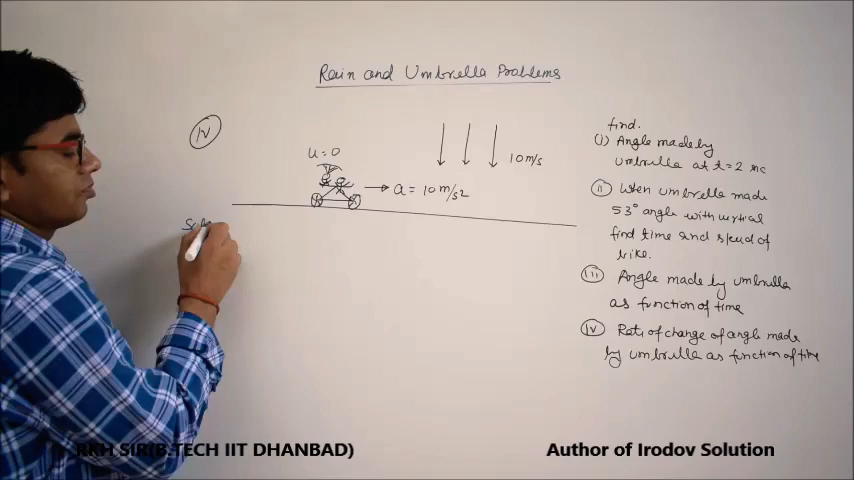 Rain and Umbrella Problems
IV
u = 0
10 m/s
a = 10 m/s²
find.
(i) Angle made by
umbrella at t = 2 sec
(ii) When umbrella made
53° angle with vertical
find time and speed of
bike.
(iii) Angle made by umbrella
as function of time
(iv) Rate of change of angle made
by umbrella as function of time
RKH SIR(B.TECH IIT DHANBAD)
Author of Irodov Solution